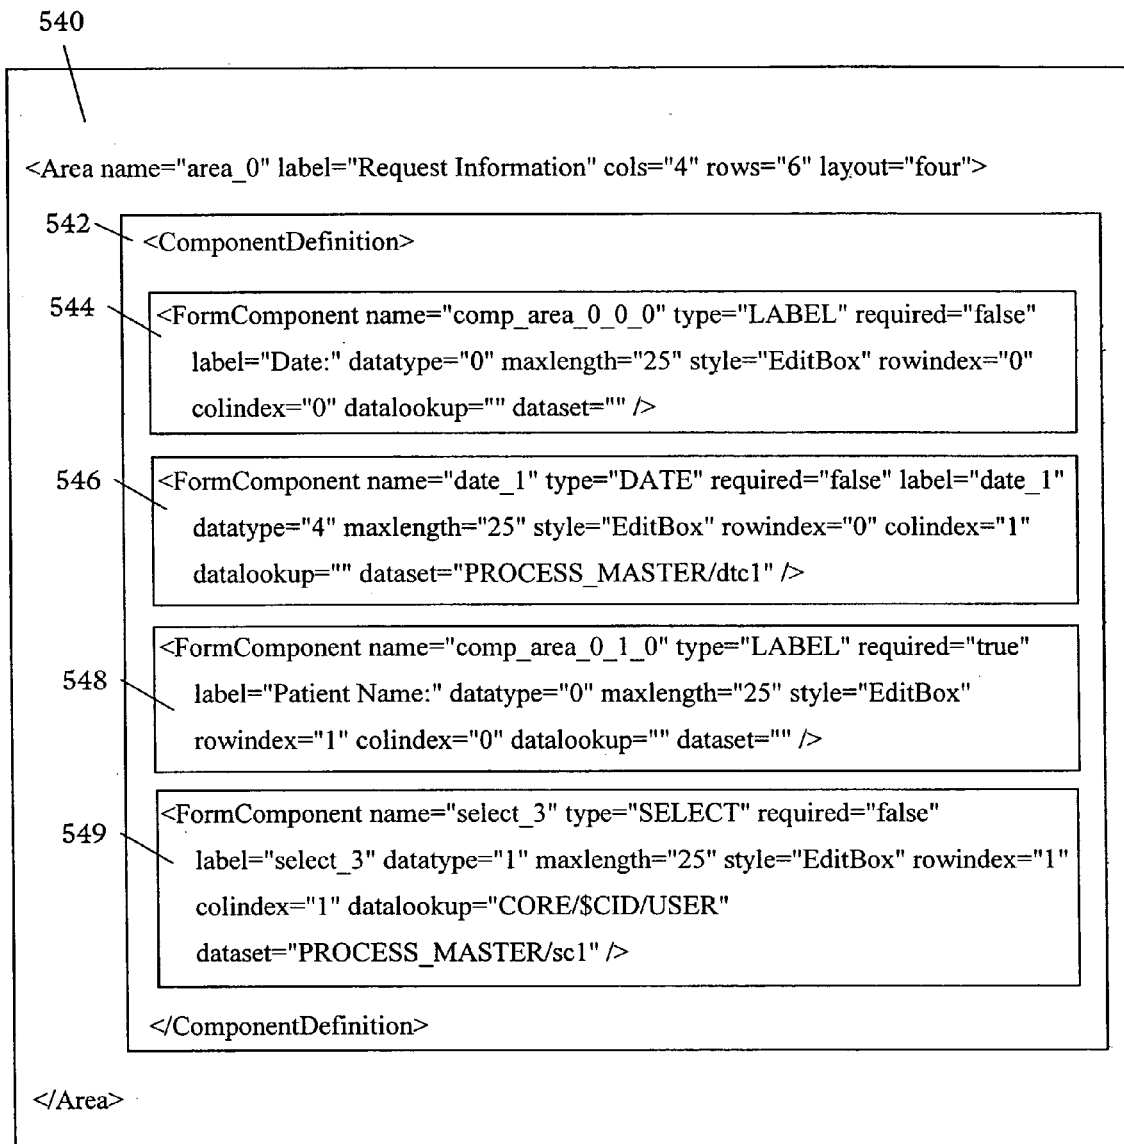 540
<Area name="area_0" label="Request Information" cols="4" rows="6" layout="four">
542
<ComponentDefinition>
544
<FormComponent name="comp_area_0_0_0" type="LABEL" required="false"
label="Date:" datatype="0" maxlength="25" style="EditBox" rowindex="0"
colindex="0" datalookup="" dataset="" />
546
<FormComponent name="date_1" type="DATE" required="false" label="date_1"
datatype="4" maxlength="25" style="EditBox" rowindex="0" colindex="1"
datalookup="" dataset="PROCESS_MASTER/dtc1" />
548
<FormComponent name="comp_area_0_1_0" type="LABEL" required="true"
label="Patient Name:" datatype="0" maxlength="25" style="EditBox"
rowindex="1" colindex="0" datalookup="" dataset="" />
549
<FormComponent name="select_3" type="SELECT" required="false"
label="select_3" datatype="1" maxlength="25" style="EditBox" rowindex="1"
colindex="1" datalookup="CORE/$CID/USER"
dataset="PROCESS_MASTER/sc1" />
</ComponentDefinition>
</Area>